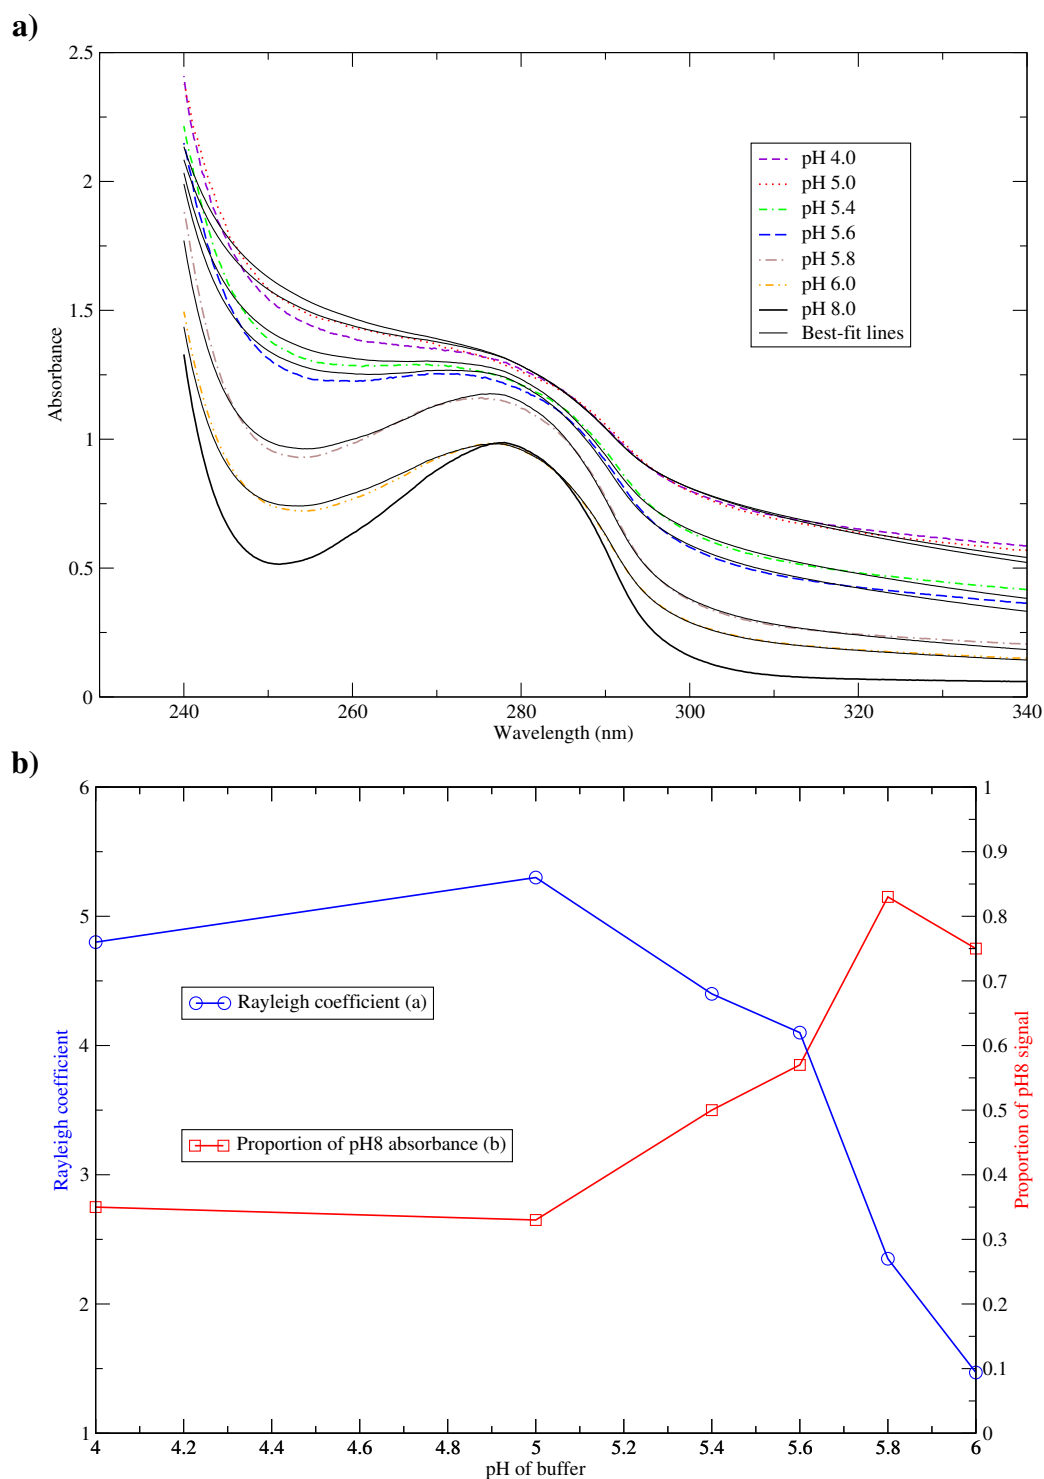 a)
2.5
2
1.5
1
0.5
0
Absorbance
240
260
280
300
320
340
Wavelength (nm)
pH 4.0
pH 5.0
pH 5.4
pH 5.6
pH 5.8
pH 6.0
pH 8.0
Best-fit lines
b)
6
5
4
3
2
1
Rayleigh coefficient
1
0.9
0.8
0.7
0.6
0.5
0.4
0.3
0.2
0.1
0
Proportion of pH8 signal
Rayleigh coefficient (a)
Proportion of pH8 absorbance (b)
4
4.2
4.4
4.6
4.8
5
5.2
5.4
5.6
5.8
6
pH of buffer